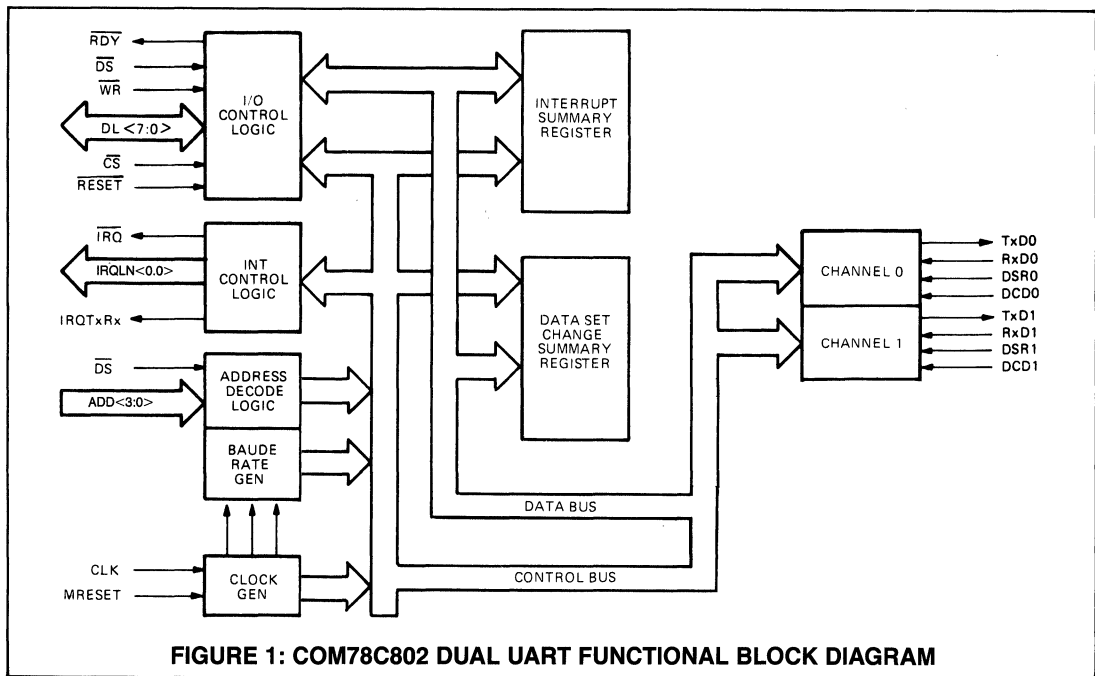 RDY
DS
WR
DL <7:0>
CS
RESET
I/O
CONTROL
LOGIC
INTERRUPT
SUMMARY
REGISTER
IRQ
IRQLN<0.0>
IRQTxRx
INT
CONTROL
LOGIC
DATA SET
CHANGE
SUMMARY
REGISTER
CHANNEL 0
CHANNEL 1
TxD0
RxD0
DSR0
DCD0
TxD1
RxD1
DSR1
DCD1
DS
ADD<3:0>
ADDRESS
DECODE
LOGIC
BAUDE
RATE
GEN
DATA BUS
CLK
MRESET
CLOCK
GEN
CONTROL BUS
FIGURE 1: COM78C802 DUAL UART FUNCTIONAL BLOCK DIAGRAM